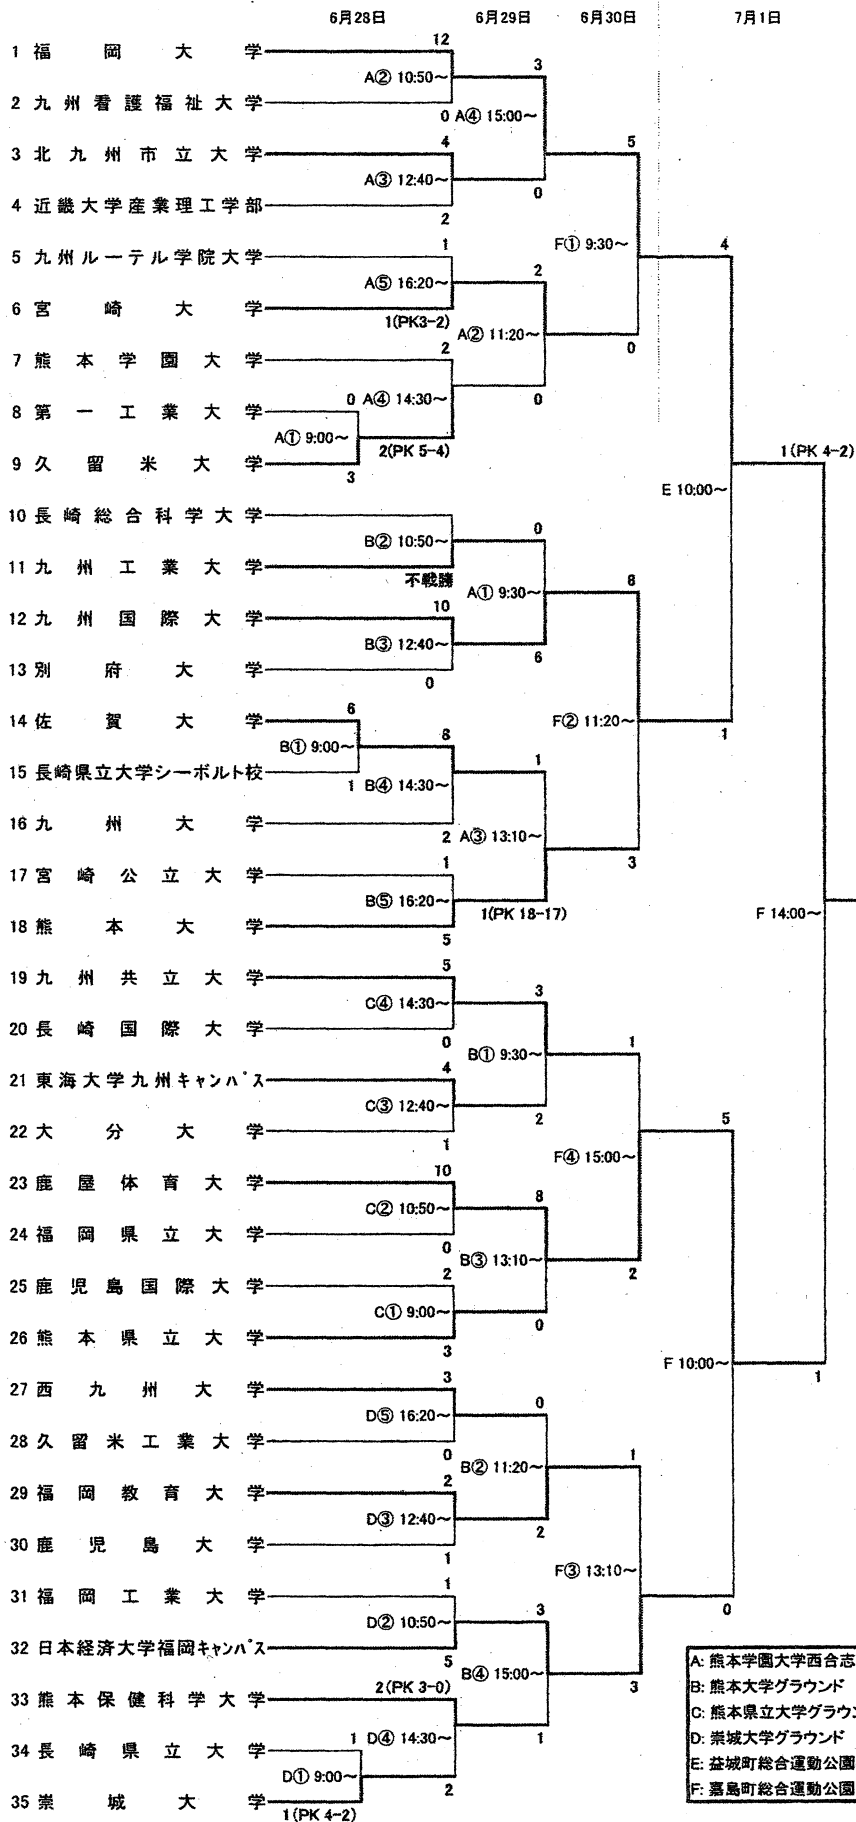 6月28日 6月29日 6月30日 7月1日
12
1 福岡大学
3
A② 10:50～
2 九州看護福祉大学
0 A④ 15:00～
4
3 北九州市立大学
5
A③ 12:40～
0
4 近畿大学産業理工学部
2
1
F① 9:30～
4
5 九州ルーテル学院大学
2
A⑤ 16:20～
6 宮崎大学
1(PK3-2)
A② 11:20～
2
0
7 熊本学園大学
0 A④ 14:30～
0
8 第一工業大学
A① 9:00～
2(PK 5-4)
1(PK 4-2)
9 久留米大学
3
E 10:00～
10 長崎総合科学大学
0
B② 10:50～
11 九州工業大学
不戦勝
A① 9:30～
8
10
12 九州国際大学
B③ 12:40～
6
13 別府大学
0
6
14 佐賀大学
8
F② 11:20～
B① 9:00～
1
1
15 長崎県立大学シーボルト校
1 B④ 14:30～
16 九州大学
2 A③ 13:10～
1
3
17 宮崎公立大学
B⑤ 16:20～
1(PK 18-17)
F 14:00～
18 熊本大学
5
5
19 九州共立大学
3
C④ 14:30～
20 長崎国際大学
0
B① 9:30～
1
4
21 東海大学九州キャンパス
C③ 12:40～
2
5
22 大分大学
1
F④ 15:00～
10
23 鹿屋体育大学
8
C② 10:50～
24 福岡県立大学
0
B③ 13:10～
2
2
25 鹿児島国際大学
C① 9:00～
0
26 熊本県立大学
3
F 10:00～
1
3
27 西九州大学
0
D⑤ 16:20～
28 久留米工業大学
0
B② 11:20～
1
2
29 福岡教育大学
D③ 12:40～
2
30 鹿児島大学
1
F③ 13:10～
1
31 福岡工業大学
3
0
D② 10:50～
32 日本経済大学福岡キャンパス
5
B④ 15:00～
2(PK 3-0)
3
33 熊本保健科学大学
1 D④ 14:30～
1
34 長崎県立大学
D① 9:00～
2
35 崇城大学
1(PK 4-2)
A: 熊本学園大学西合志
B: 熊本大学グラウンド
C: 熊本県立大学グラウン
D: 崇城大学グラウンド
E: 益城町総合運動公園
F: 嘉島町総合運動公園